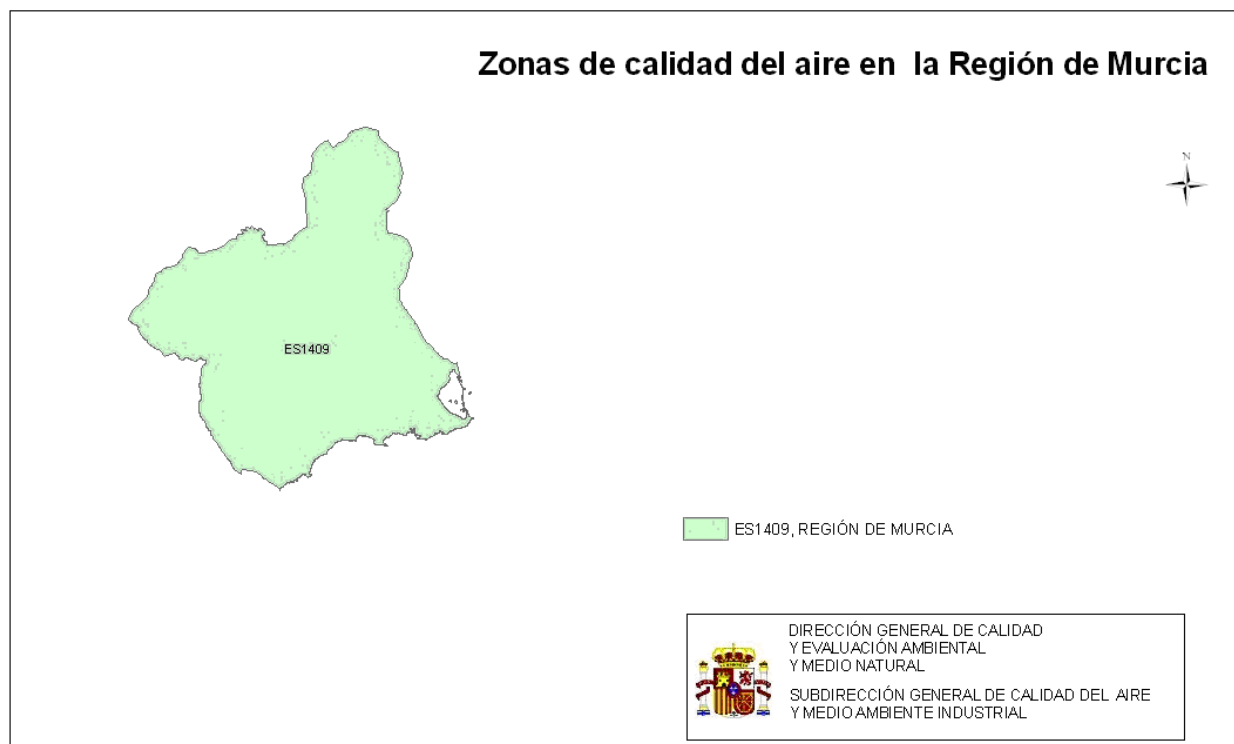 Zonas de calidad del aire en la Región de Murcia
N
ES1409
ES1409, REGIÓN DE MURCIA
DIRECCIÓN GENERAL DE CALIDAD
Y EVALUACIÓN AMBIENTAL
Y MEDIO NATURAL
SUBDIRECCIÓN GENERAL DE CALIDAD DEL AIRE
Y MEDIO AMBIENTE INDUSTRIAL